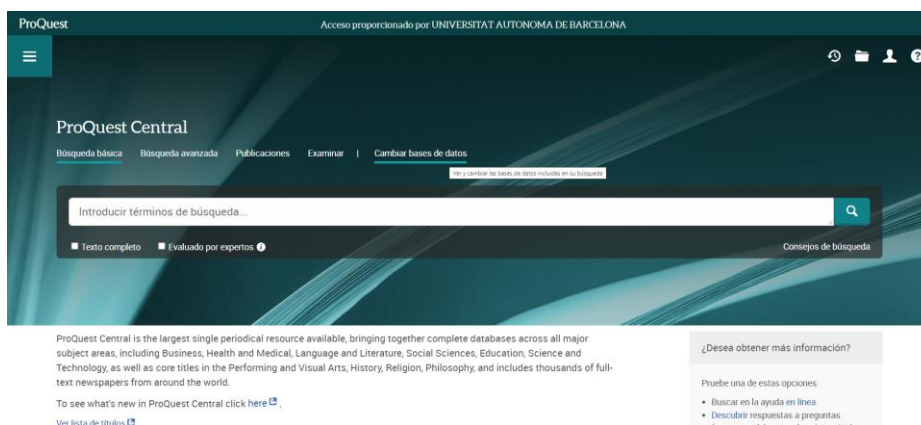 ProQuest
Acceso proporcionado por UNIVERSITAT AUTONOMA DE BARCELONA
ProQuest Central
Búsqueda básica Búsqueda avanzada Publicaciones Examinar | Cambiar bases de datos
Ver y cambiar las bases de datos incluidas en su búsqueda
Introducir términos de búsqueda...
Texto completo Evaluado por expertos
Consejos de búsqueda
ProQuest Central is the largest single periodical resource available, bringing together complete databases across all major
subject areas, including Business, Health and Medical, Language and Literature, Social Sciences, Education, Science and
Technology, as well as core titles in the Performing and Visual Arts, History, Religion, Philosophy, and includes thousands of full-
text newspapers from around the world.
To see what's new in ProQuest Central click here.
Ver lista de títulos
¿Desea obtener más información?
Pruebe una de estas opciones:
• Buscar en la ayuda en línea.
• Descubrir respuestas a preguntas